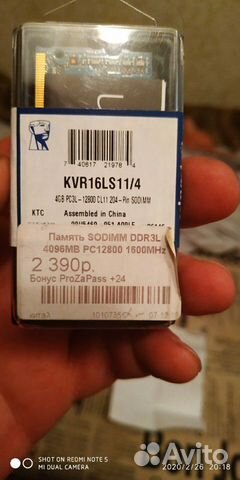 7 40617 21978 4
KVR16LS11/4
4GB PC3L-12800 CL11 204-Pin SODIMM
KTC Assembled in China
Память SODIMM DDR3L
4096MB PC12800 1600MHz
2 390р.
Бонус ProZaPass +24
китай
SHOT ON REDMI NOTE 5
MI DUAL CAMERA
2020/2/26 20:18
Avito